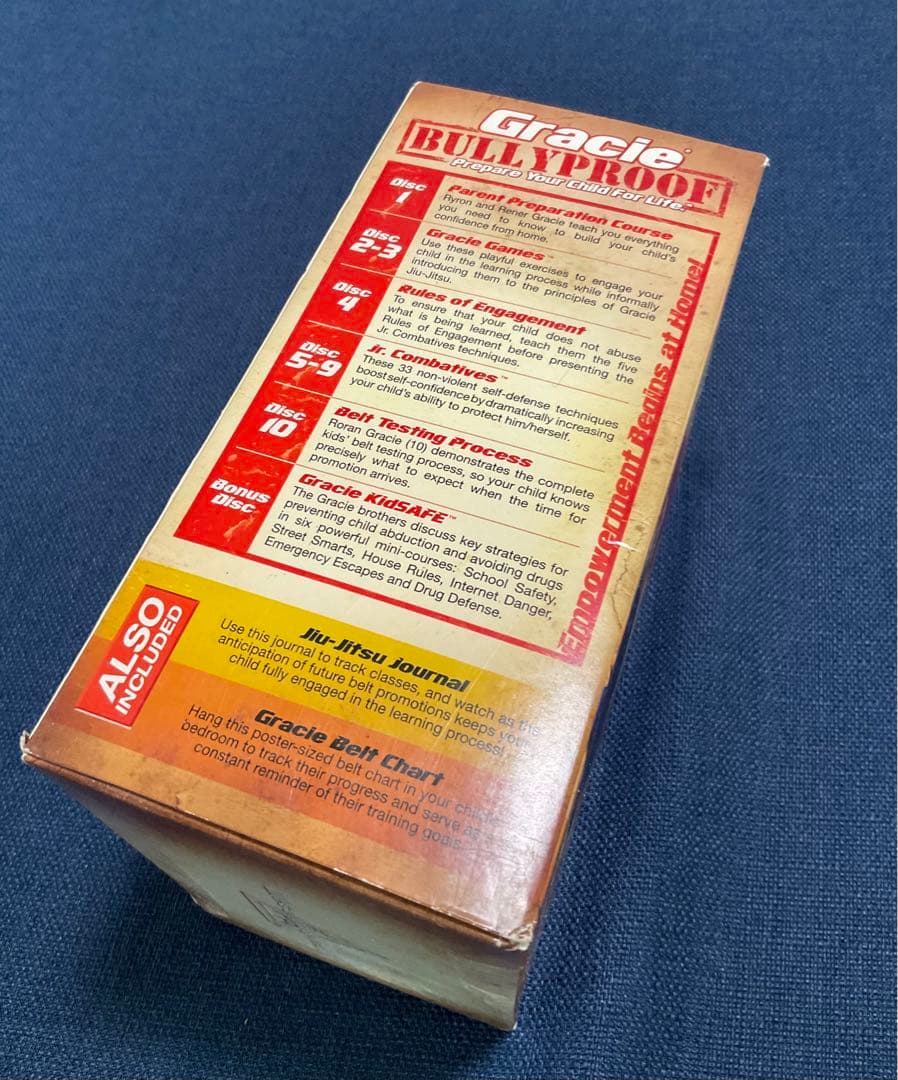 Gracie
BULLYPROOF
Prepare Your Child For Life.™
Disc
1
Parent Preparation Course
Ryron and Rener Gracie teach you everything
you need to know to build your child's
confidence from home.
Disc
2-3
Gracie Games™
Use these playful exercises to engage your
child in the learning process while informally
introducing them to the principles of Gracie
Jiu-Jitsu.
Disc
4
Rules of Engagement
To ensure that your child does not abuse
what is being learned, teach them the five
Rules of Engagement before presenting the
Jr. Combatives techniques.
Disc
5-9
Jr. Combatives™
These 33 non-violent self-defense techniques
boost self-confidence by dramatically increasing
your child's ability to protect him/herself.
Disc
10
Belt Testing Process
Roran Gracie (10) demonstrates the complete
kids' belt testing process, so your child knows
precisely what to expect when the time for
promotion arrives.
Bonus
Disc
Gracie KidSAFE™
The Gracie brothers discuss key strategies for
preventing child abduction and avoiding drugs
in six powerful mini-courses: School Safety,
Street Smarts, House Rules, Internet Danger,
Emergency Escapes and Drug Defense.
Empowerment Begins at Home!
ALSO
INCLUDED
Jiu-Jitsu Journal
Use this journal to track classes, and watch as the
anticipation of future belt promotions keeps your
child fully engaged in the learning process!
Gracie Belt Chart
Hang this poster-sized belt chart in your child's
bedroom to track their progress and serve as a
constant reminder of their training goals.